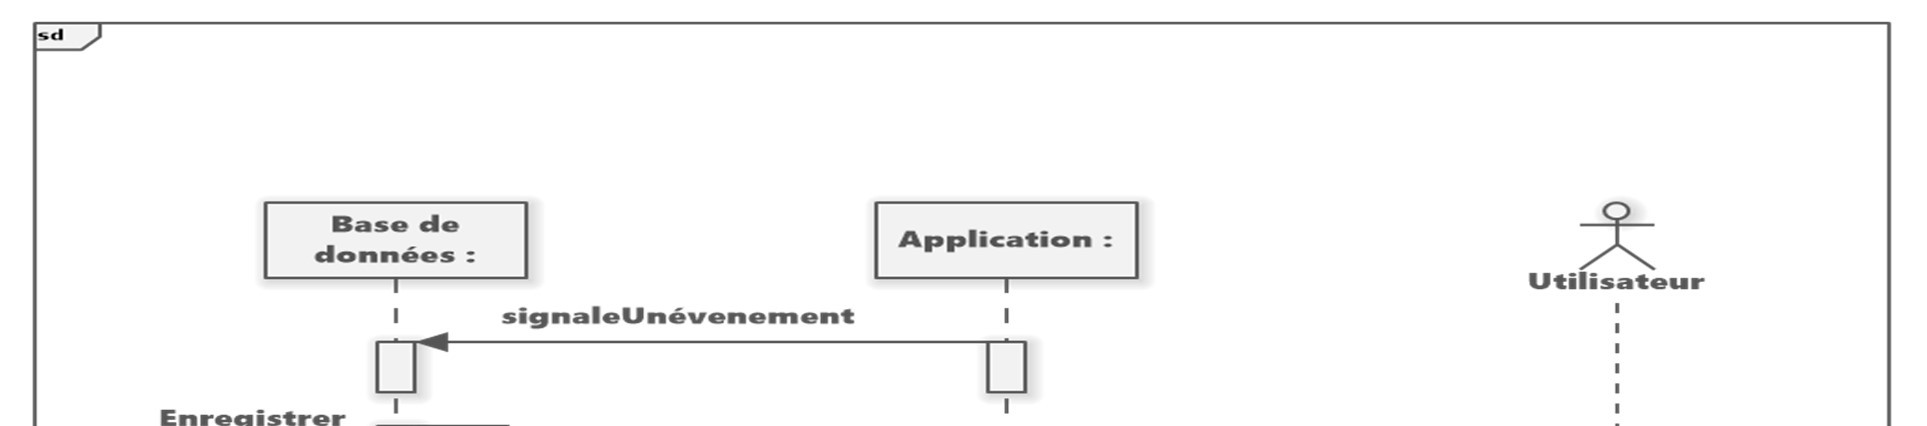 sd
Base de
données :
Application :
Utilisateur
signaleUnévenement
Enregistrer